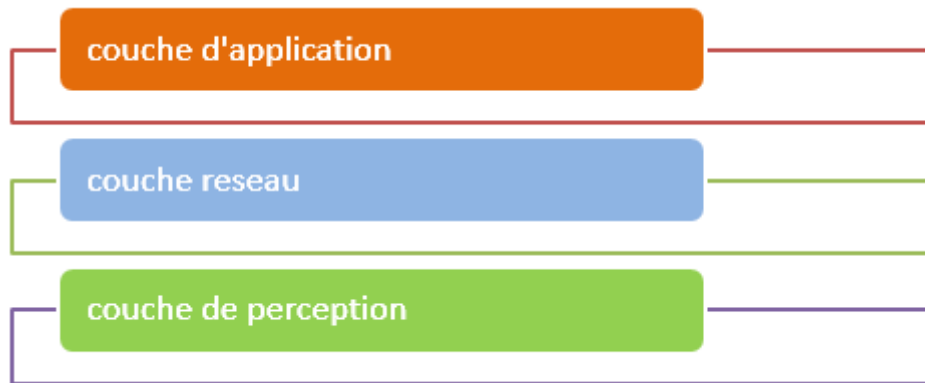 couche d'application
couche reseau
couche de perception